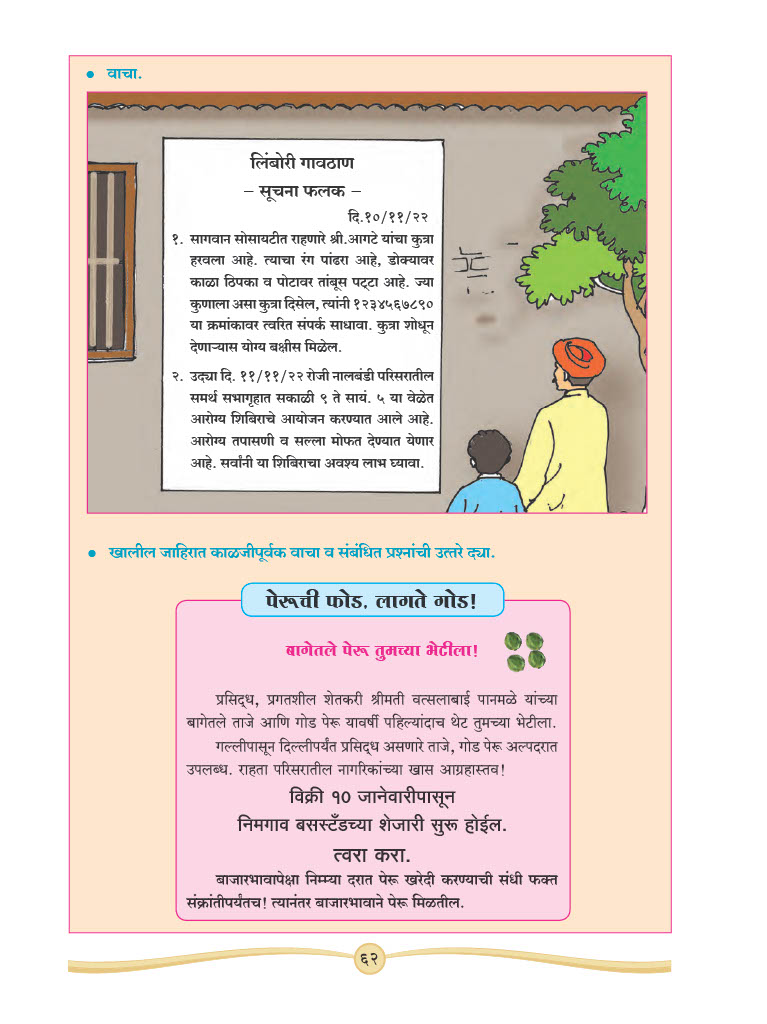 • वाचा.
लिंबोरी गावठाण
– सूचना फलक –
दि.१०/११/२२
१. सागवान सोसायटीत राहणारे श्री.आगटे यांचा कुत्रा
हरवला आहे. त्याचा रंग पांढरा आहे, डोक्यावर
काळा ठिपका व पोटावर तांबूस पट्टा आहे. ज्या
कुणाला असा कुत्रा दिसेल, त्यांनी १२३४५६७८९०
या क्रमांकावर त्वरित संपर्क साधावा. कुत्रा शोधून
देणाऱ्यास योग्य बक्षीस मिळेल.
२. उद्या दि. ११/११/२२ रोजी नालबंडी परिसरातील
समर्थ सभागृहात सकाळी ९ ते सायं. ५ या वेळेत
आरोग्य शिबिराचे आयोजन करण्यात आले आहे.
आरोग्य तपासणी व सल्ला मोफत देण्यात येणार
आहे. सर्वांनी या शिबिराचा अवश्य लाभ घ्यावा.
• खालील जाहिरात काळजीपूर्वक वाचा व संबंधित प्रश्नांची उत्तरे द्या.
पेरूची फोड, लागते गोड!
बागेतले पेरू तुमच्या भेटीला!
प्रसिद्ध, प्रगतशील शेतकरी श्रीमती वत्सलाबाई पानमळे यांच्या
बागेतले ताजे आणि गोड पेरू यावर्षी पहिल्यांदाच थेट तुमच्या भेटीला.
गल्लीपासून दिल्लीपर्यंत प्रसिद्ध असणारे ताजे, गोड पेरू अल्पदरात
उपलब्ध. राहता परिसरातील नागरिकांच्या खास आग्रहास्तव!
विक्री १० जानेवारीपासून
निमगाव बसस्टँडच्या शेजारी सुरू होईल.
त्वरा करा.
बाजारभावापेक्षा निम्म्या दरात पेरू खरेदी करण्याची संधी फक्त
संक्रांतीपर्यंतच! त्यानंतर बाजारभावाने पेरू मिळतील.
६२